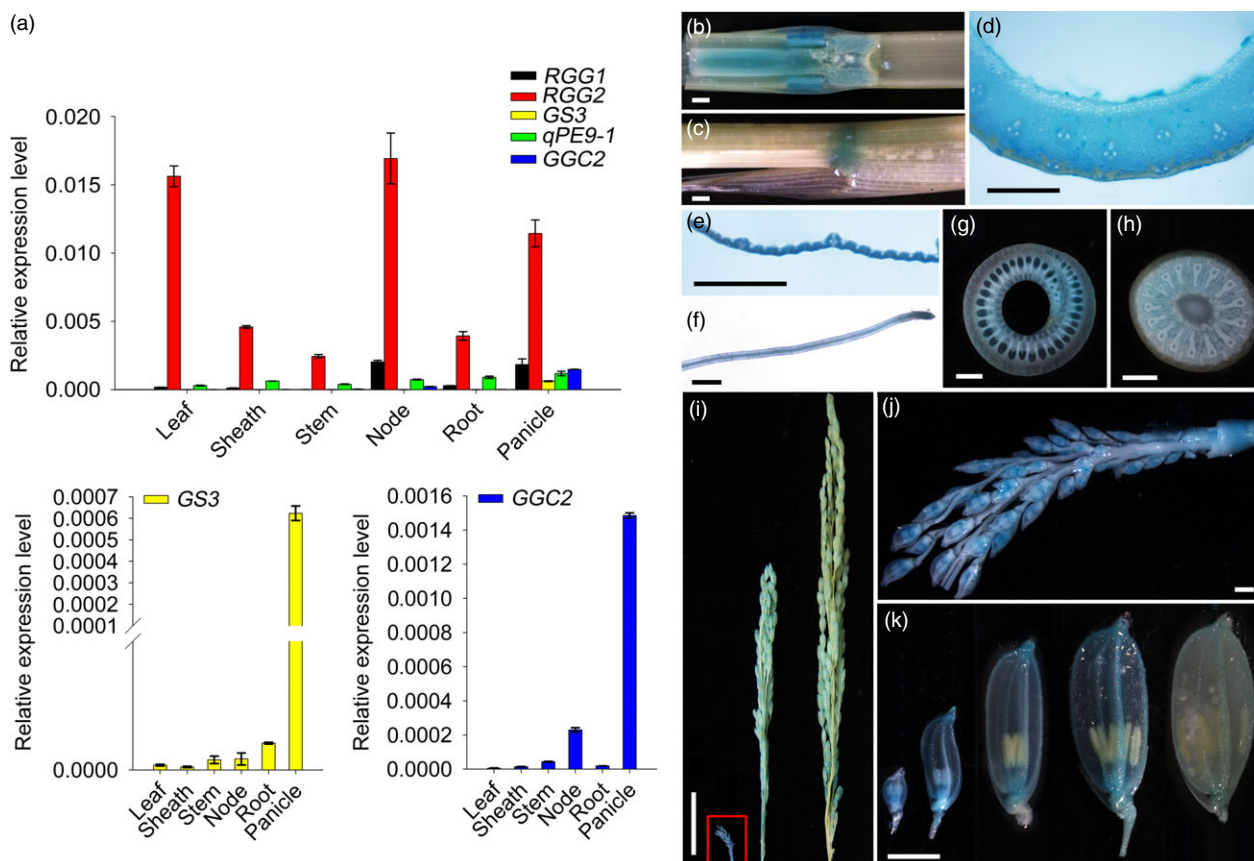 (a)
RGG1
RGG2
GS3
qPE9-1
GGC2
Relative expression level
0.020
0.015
0.010
0.005
0.000
Leaf
Sheath
Stem
Node
Root
Panicle
GS3
Relative expression level
0.0007
0.0006
0.0005
0.0004
0.0003
0.0002
0.0001
0.0000
Leaf
Sheath
Stem
Node
Root
Panicle
GGC2
Relative expression level
0.0016
0.0014
0.0012
0.0010
0.0008
0.0006
0.0004
0.0002
0.0000
Leaf
Sheath
Stem
Node
Root
Panicle
(b)
(c)
(d)
(e)
(f)
(g)
(h)
(i)
(j)
(k)